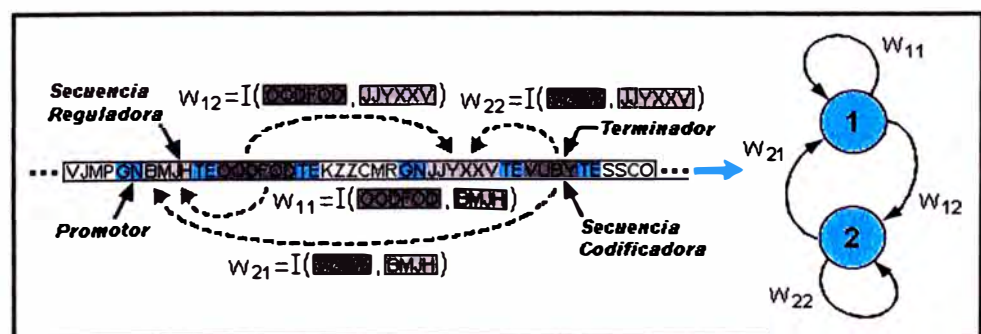 Secuencia
Reguladora
W12=I(OODFOD, JJYXXV)
W22=I( , JJYXXV)
Terminador
VJMPGNBMJHTEOODFODTEKZZCMRGNJJYXXVTEVUBYTESSCO
Promotor
W11=I(OODFOD, BMJH)
Secuencia
Codificadora
W21=I( , BMJH)
W11
1
W21
W12
2
W22